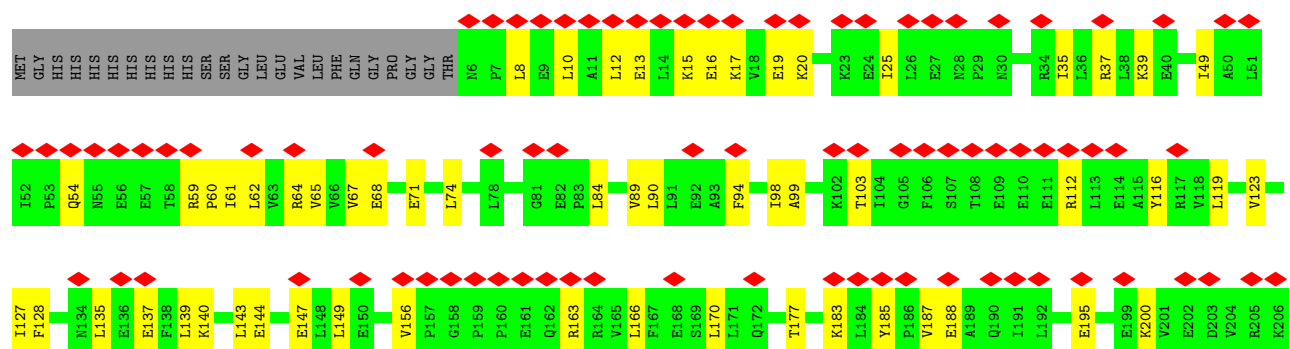 MET GLY HIS HIS HIS HIS HIS HIS HIS HIS SER SER GLY LEU GLU VAL LEU PHE GLN GLY PRO GLY GLY THR N6 P7 L8 E9 L10 A11 L12 E13 L14 K15 E16 K17 V18 E19 K20 K23 E24 I25 L26 E27 N28 P29 N30 R34 I35 L36 R37 L38 K39 E40 I49 A50 L51
I52 P53 Q54 N55 E56 E57 T58 R59 P60 I61 L62 V63 R64 V65 V66 V67 E68 E71 L74 L78 G81 E82 P83 L84 V89 L90 L91 E92 A93 F94 I98 A99 K102 T103 I104 G105 F106 S107 T108 E109 E110 E111 R112 L113 E114 A115 Y116 R117 V118 L119 V123
I127 F128 N134 L135 E136 E137 F138 L139 K140 L143 E144 E147 L148 L149 E150 V156 P157 G158 P159 P160 E161 Q162 R163 R164 V165 L166 F167 E168 S169 L170 L171 Q172 T177 K183 L184 Y185 P186 V187 E188 A189 Q190 I191 L192 E195 E199 K200 V201 E202 D203 V204 R205 K206